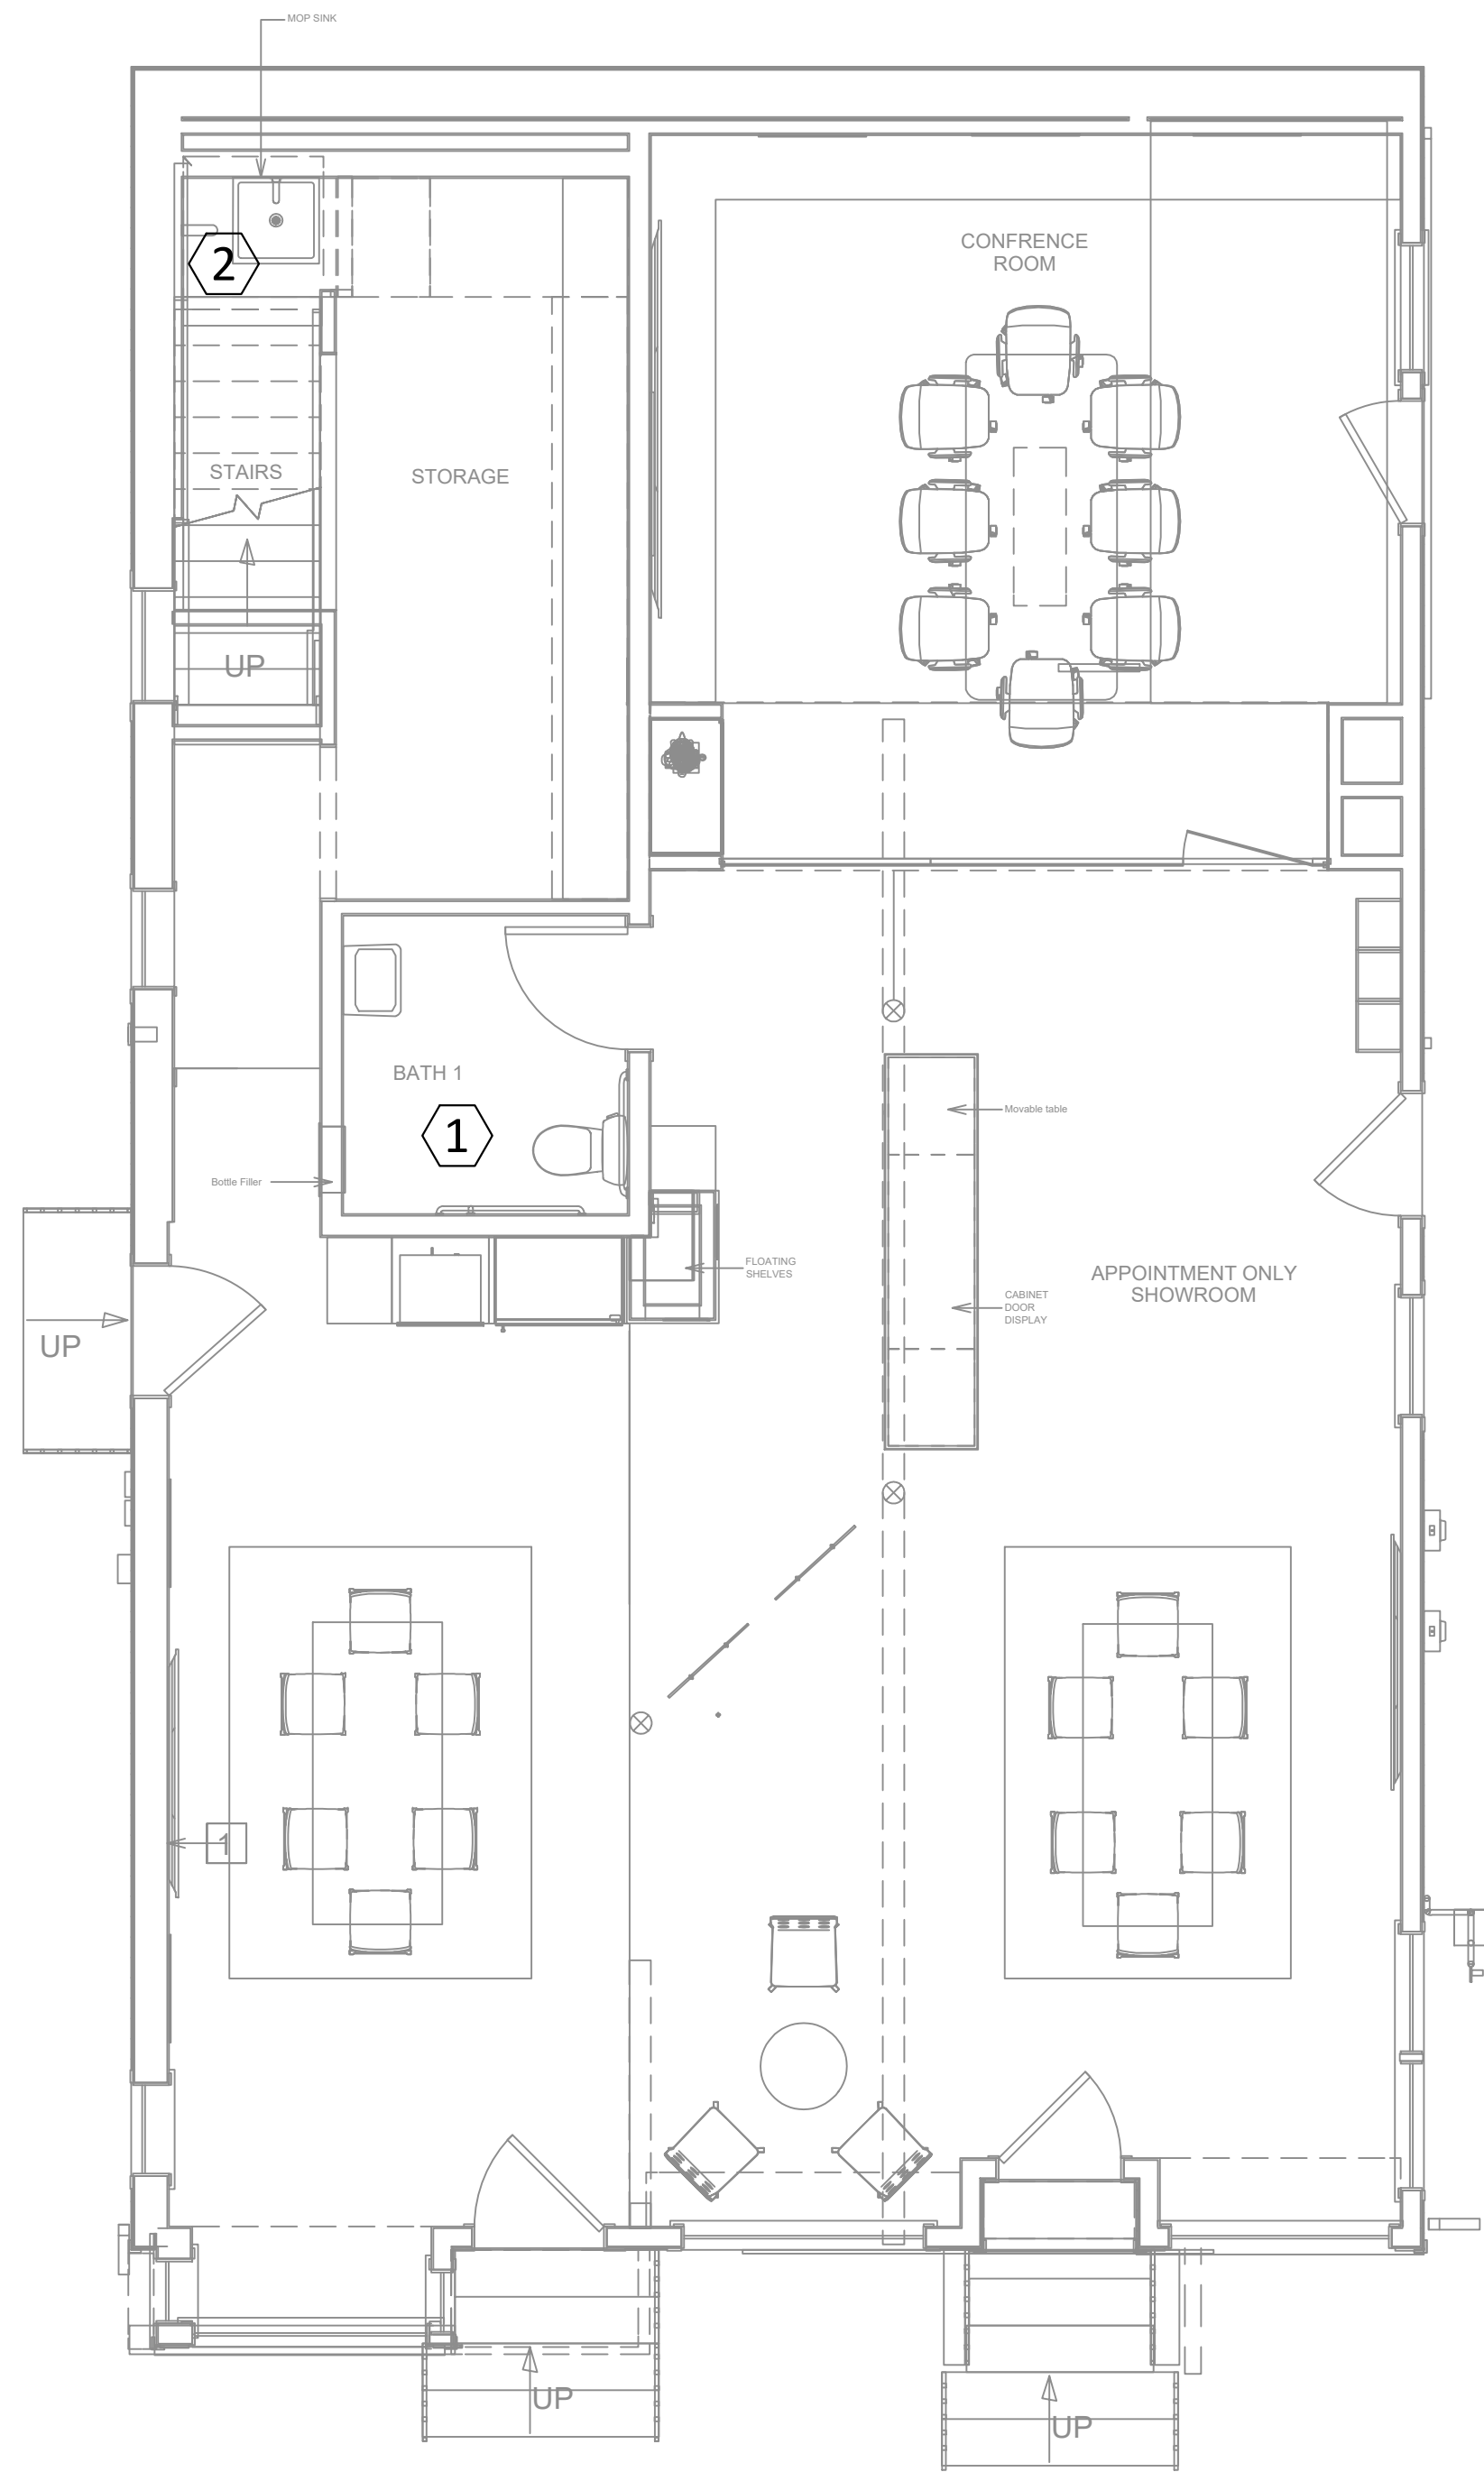 MOP SINK
2
CONFRENCE
ROOM
STAIRS
STORAGE
UP
BATH 1
1
Movable table
Bottle Filler
FLOATING
SHELVES
APPOINTMENT ONLY
SHOWROOM
CABINET
DOOR
DISPLAY
UP
1
UP
UP